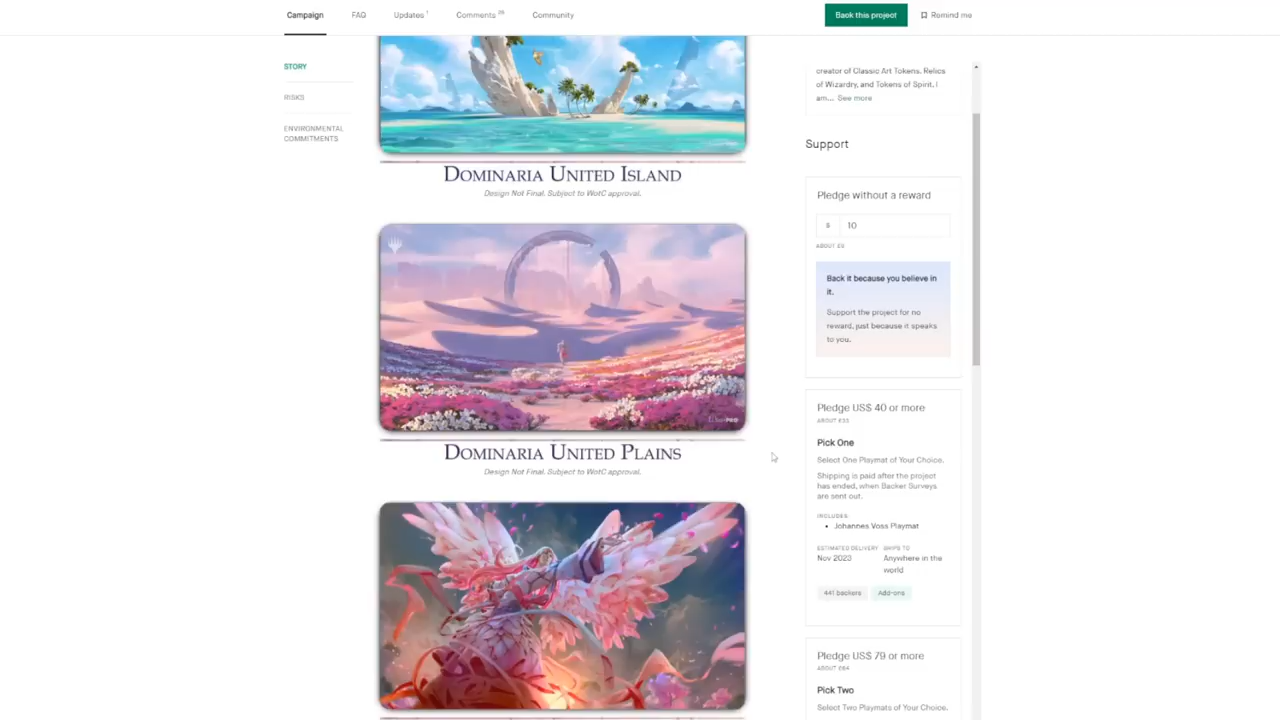 Campaign
FAQ
Updates 1
Comments 26
Community
Back this project
Remind me
STORY
RISKS
ENVIRONMENTAL
COMMITMENTS
DOMINARIA UNITED ISLAND
Design Not Final. Subject to WotC approval.
DOMINARIA UNITED PLAINS
Design Not Final. Subject to WotC approval.
creator of Classic Art Tokens, Relics
of Wizardry, and Tokens of Spirit. I
am... See more
Support
Pledge without a reward
$ 10
Back it because you believe in
it.
Support the project for no
reward, just because it speaks
to you.
Pledge US$ 40 or more
ABOUT £33
Pick One
Select One Playmat of Your Choice.
Shipping is paid after the project
has ended, when Backer Surveys
are sent out.
INCLUDES:
• Johannes Voss Playmat
ESTIMATED DELIVERY
Nov 2023
SHIPS TO
Anywhere in the
world
441 backers
Add-ons
Pledge US$ 79 or more
ABOUT £64
Pick Two
Select Two Playmats of Your Choice.